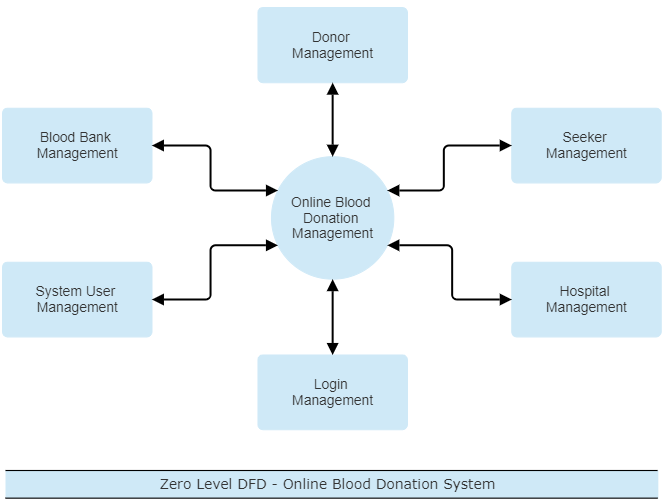 Donor
Management
Blood Bank
Management
Seeker
Management
Online Blood
Donation
Management
System User
Management
Hospital
Management
Login
Management
Zero Level DFD - Online Blood Donation System